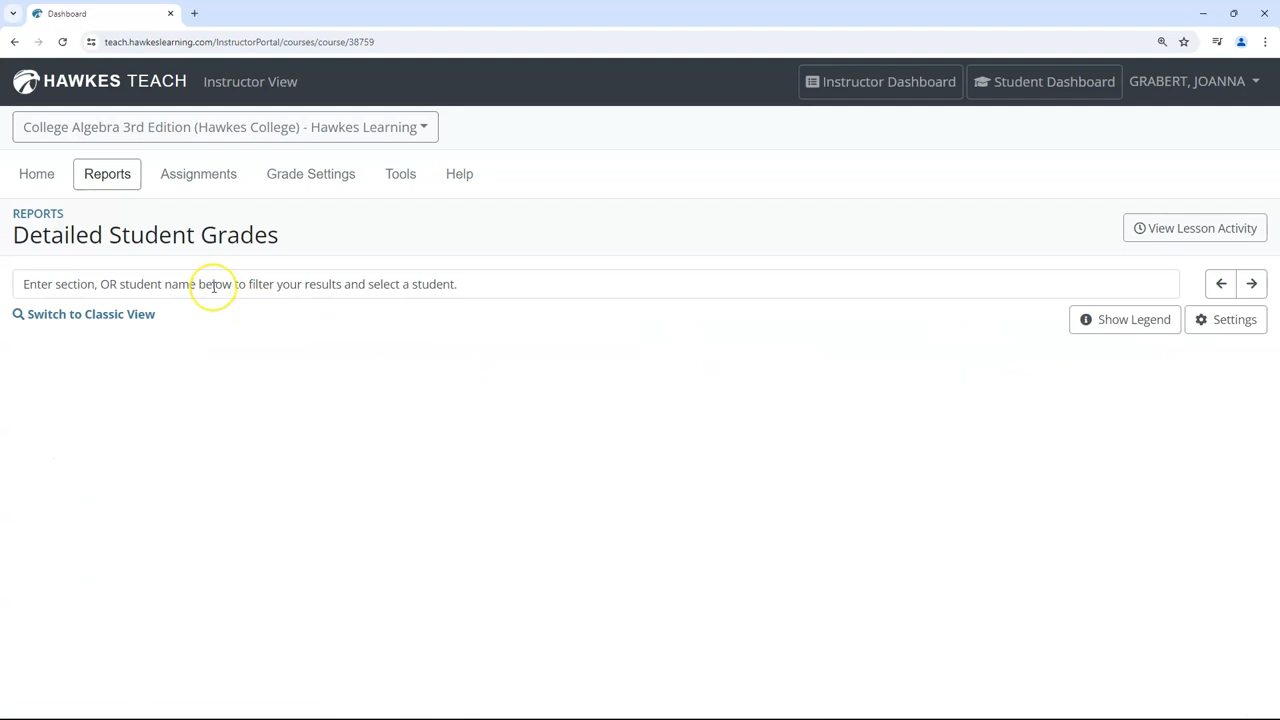 Dashboard
teach.hawkeslearning.com/InstructorPortal/courses/course/38759
HAWKES TEACH Instructor View Instructor Dashboard Student Dashboard GRABERT, JOANNA
College Algebra 3rd Edition (Hawkes College) - Hawkes Learning
Home Reports Assignments Grade Settings Tools Help
REPORTS
Detailed Student Grades
View Lesson Activity
Enter section, OR student name below to filter your results and select a student.
Switch to Classic View
Show Legend Settings